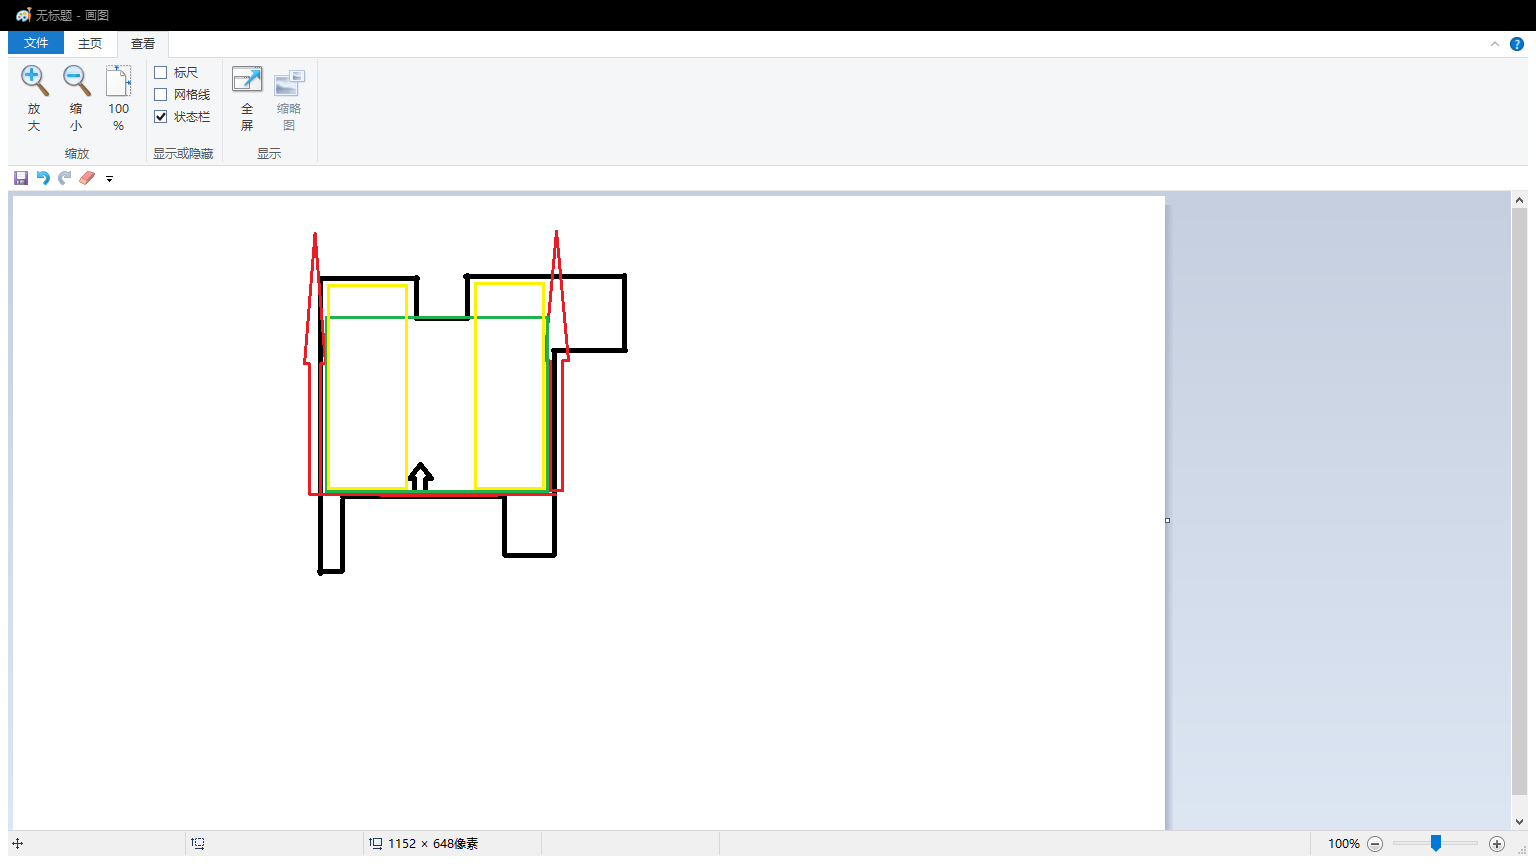 无标题 - 画图
文件 主页 查看
放大
缩小
100%
标尺
网格线
状态栏
全屏
缩略图
缩放
显示或隐藏
显示
1152 × 648像素
100%